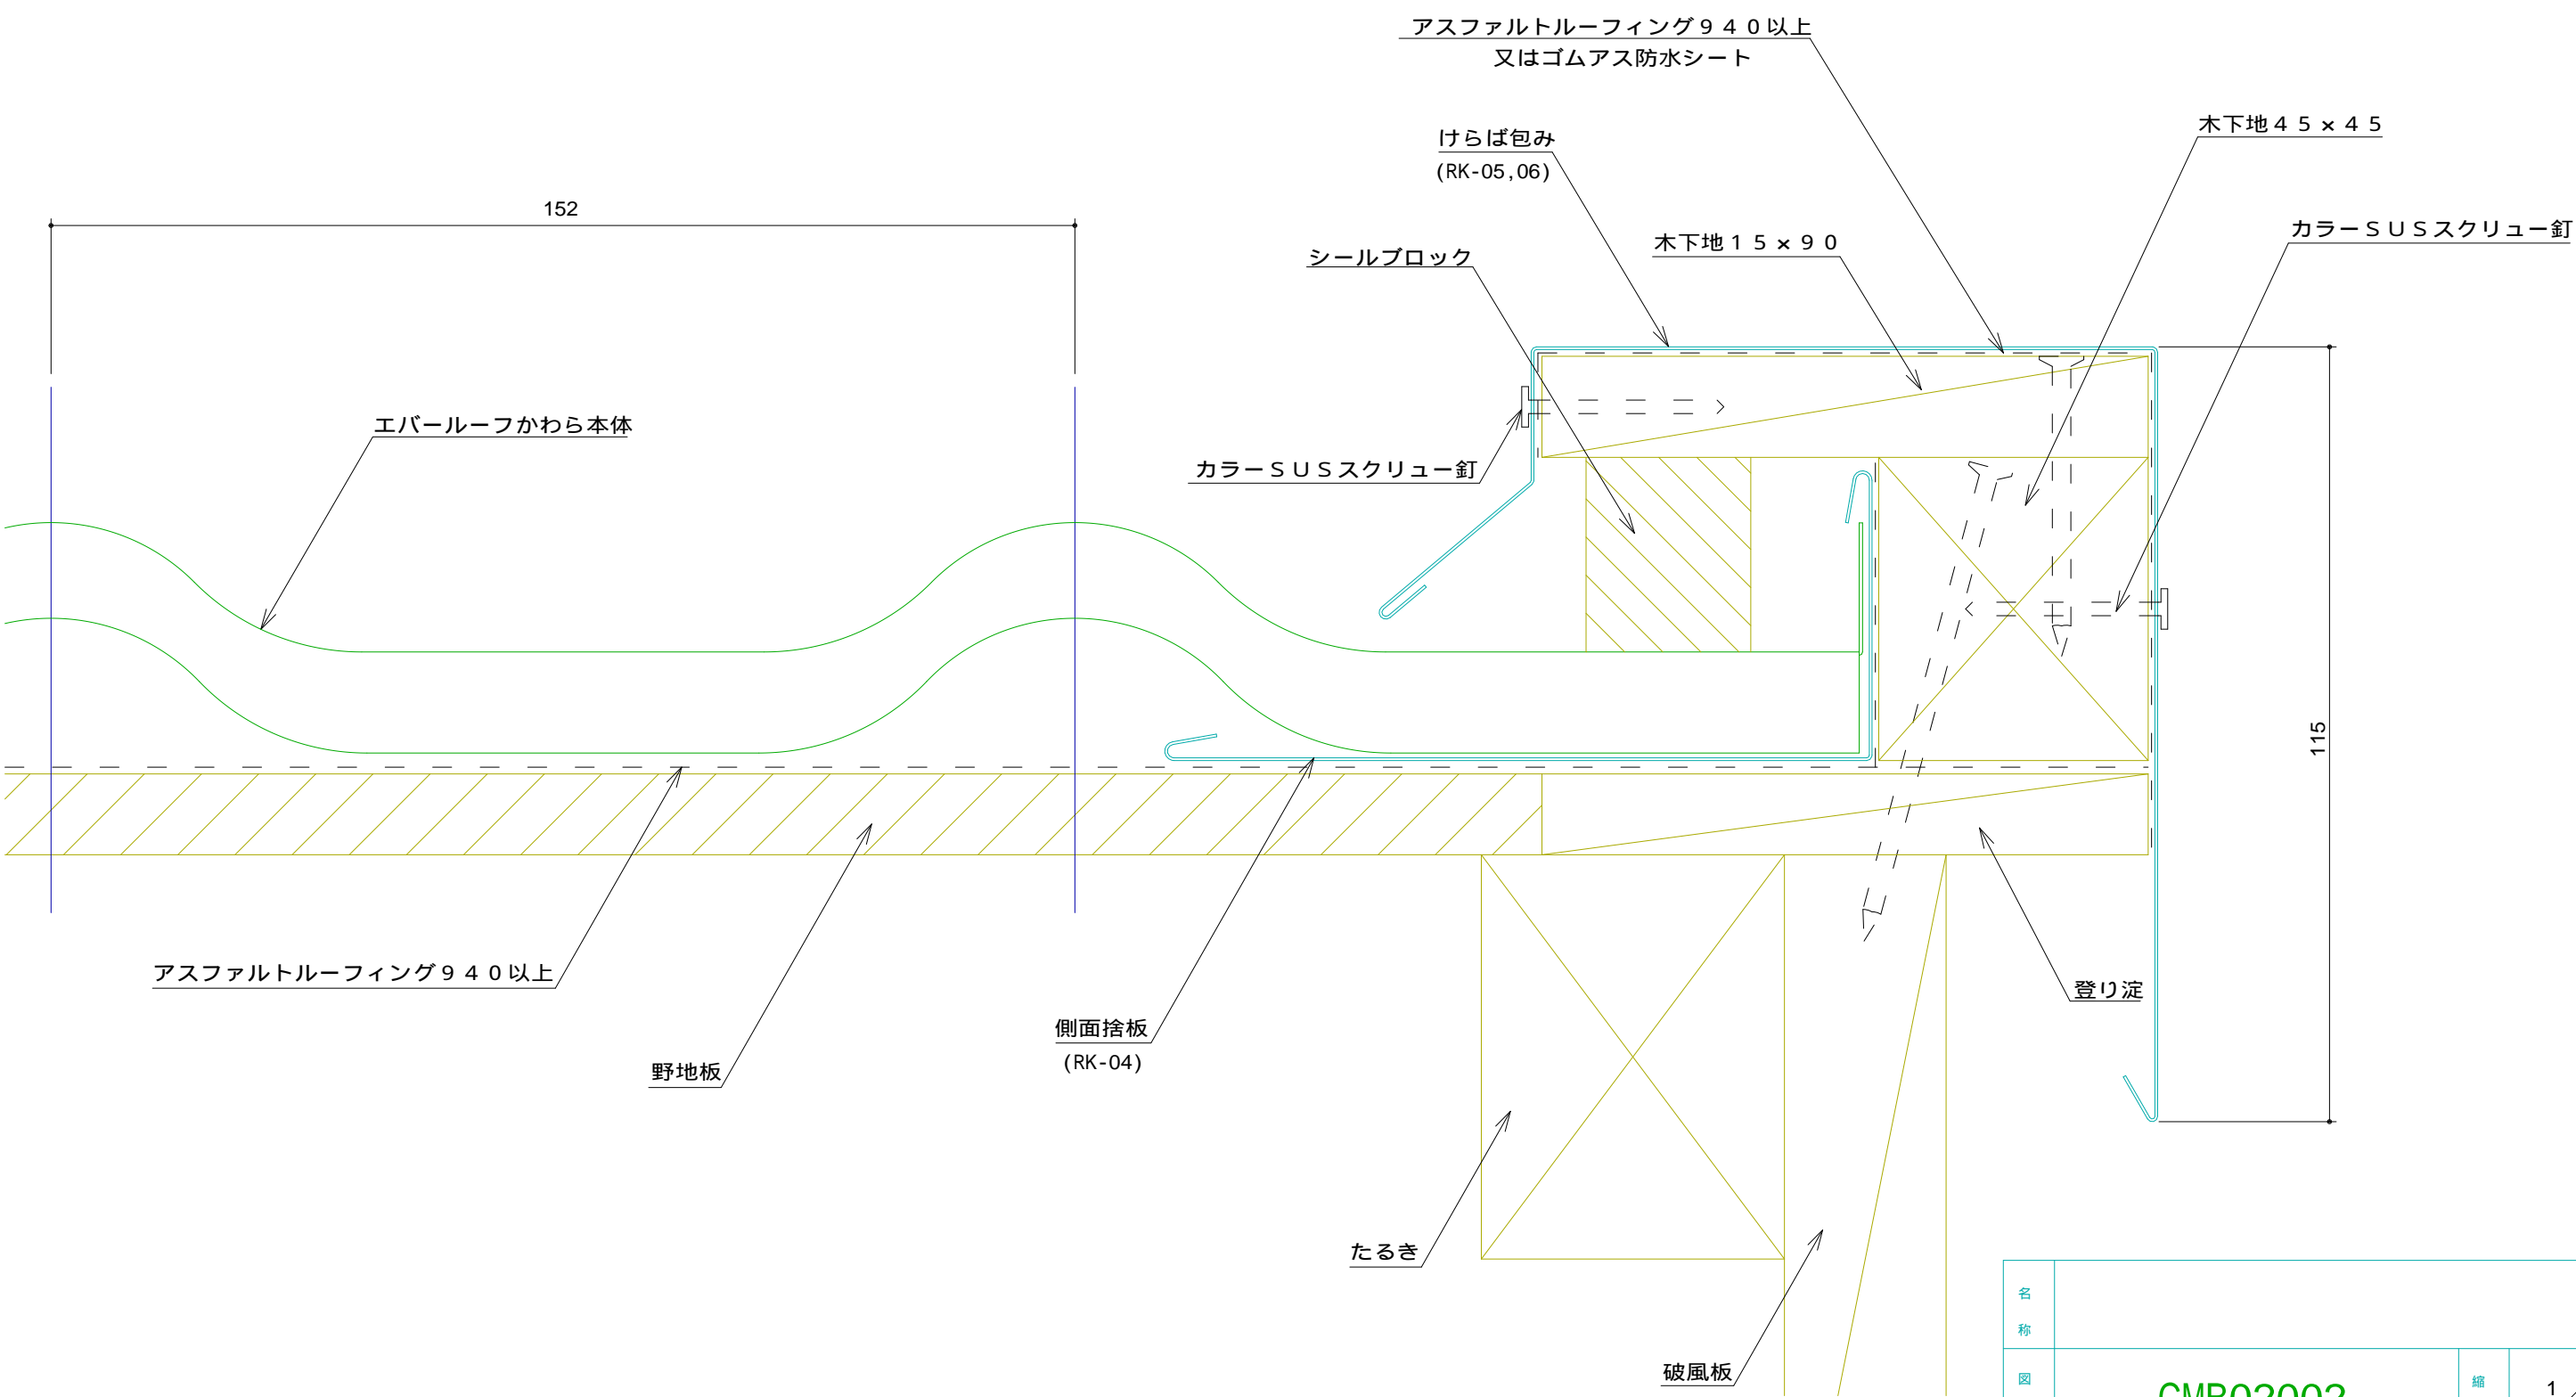 アスファルトルーフィング９４０以上
又はゴムアス防水シート
木下地４５×４５
けらば包み
(RK-05,06)
152
カラーＳＵＳスクリュー釘
木下地１５×９０
シールブロック
エバールーフかわら本体
カラーＳＵＳスクリュー釘
115
アスファルトルーフィング９４０以上
登り淀
側面捨板
(RK-04)
野地板
たるき
名称
破風板
図
縮